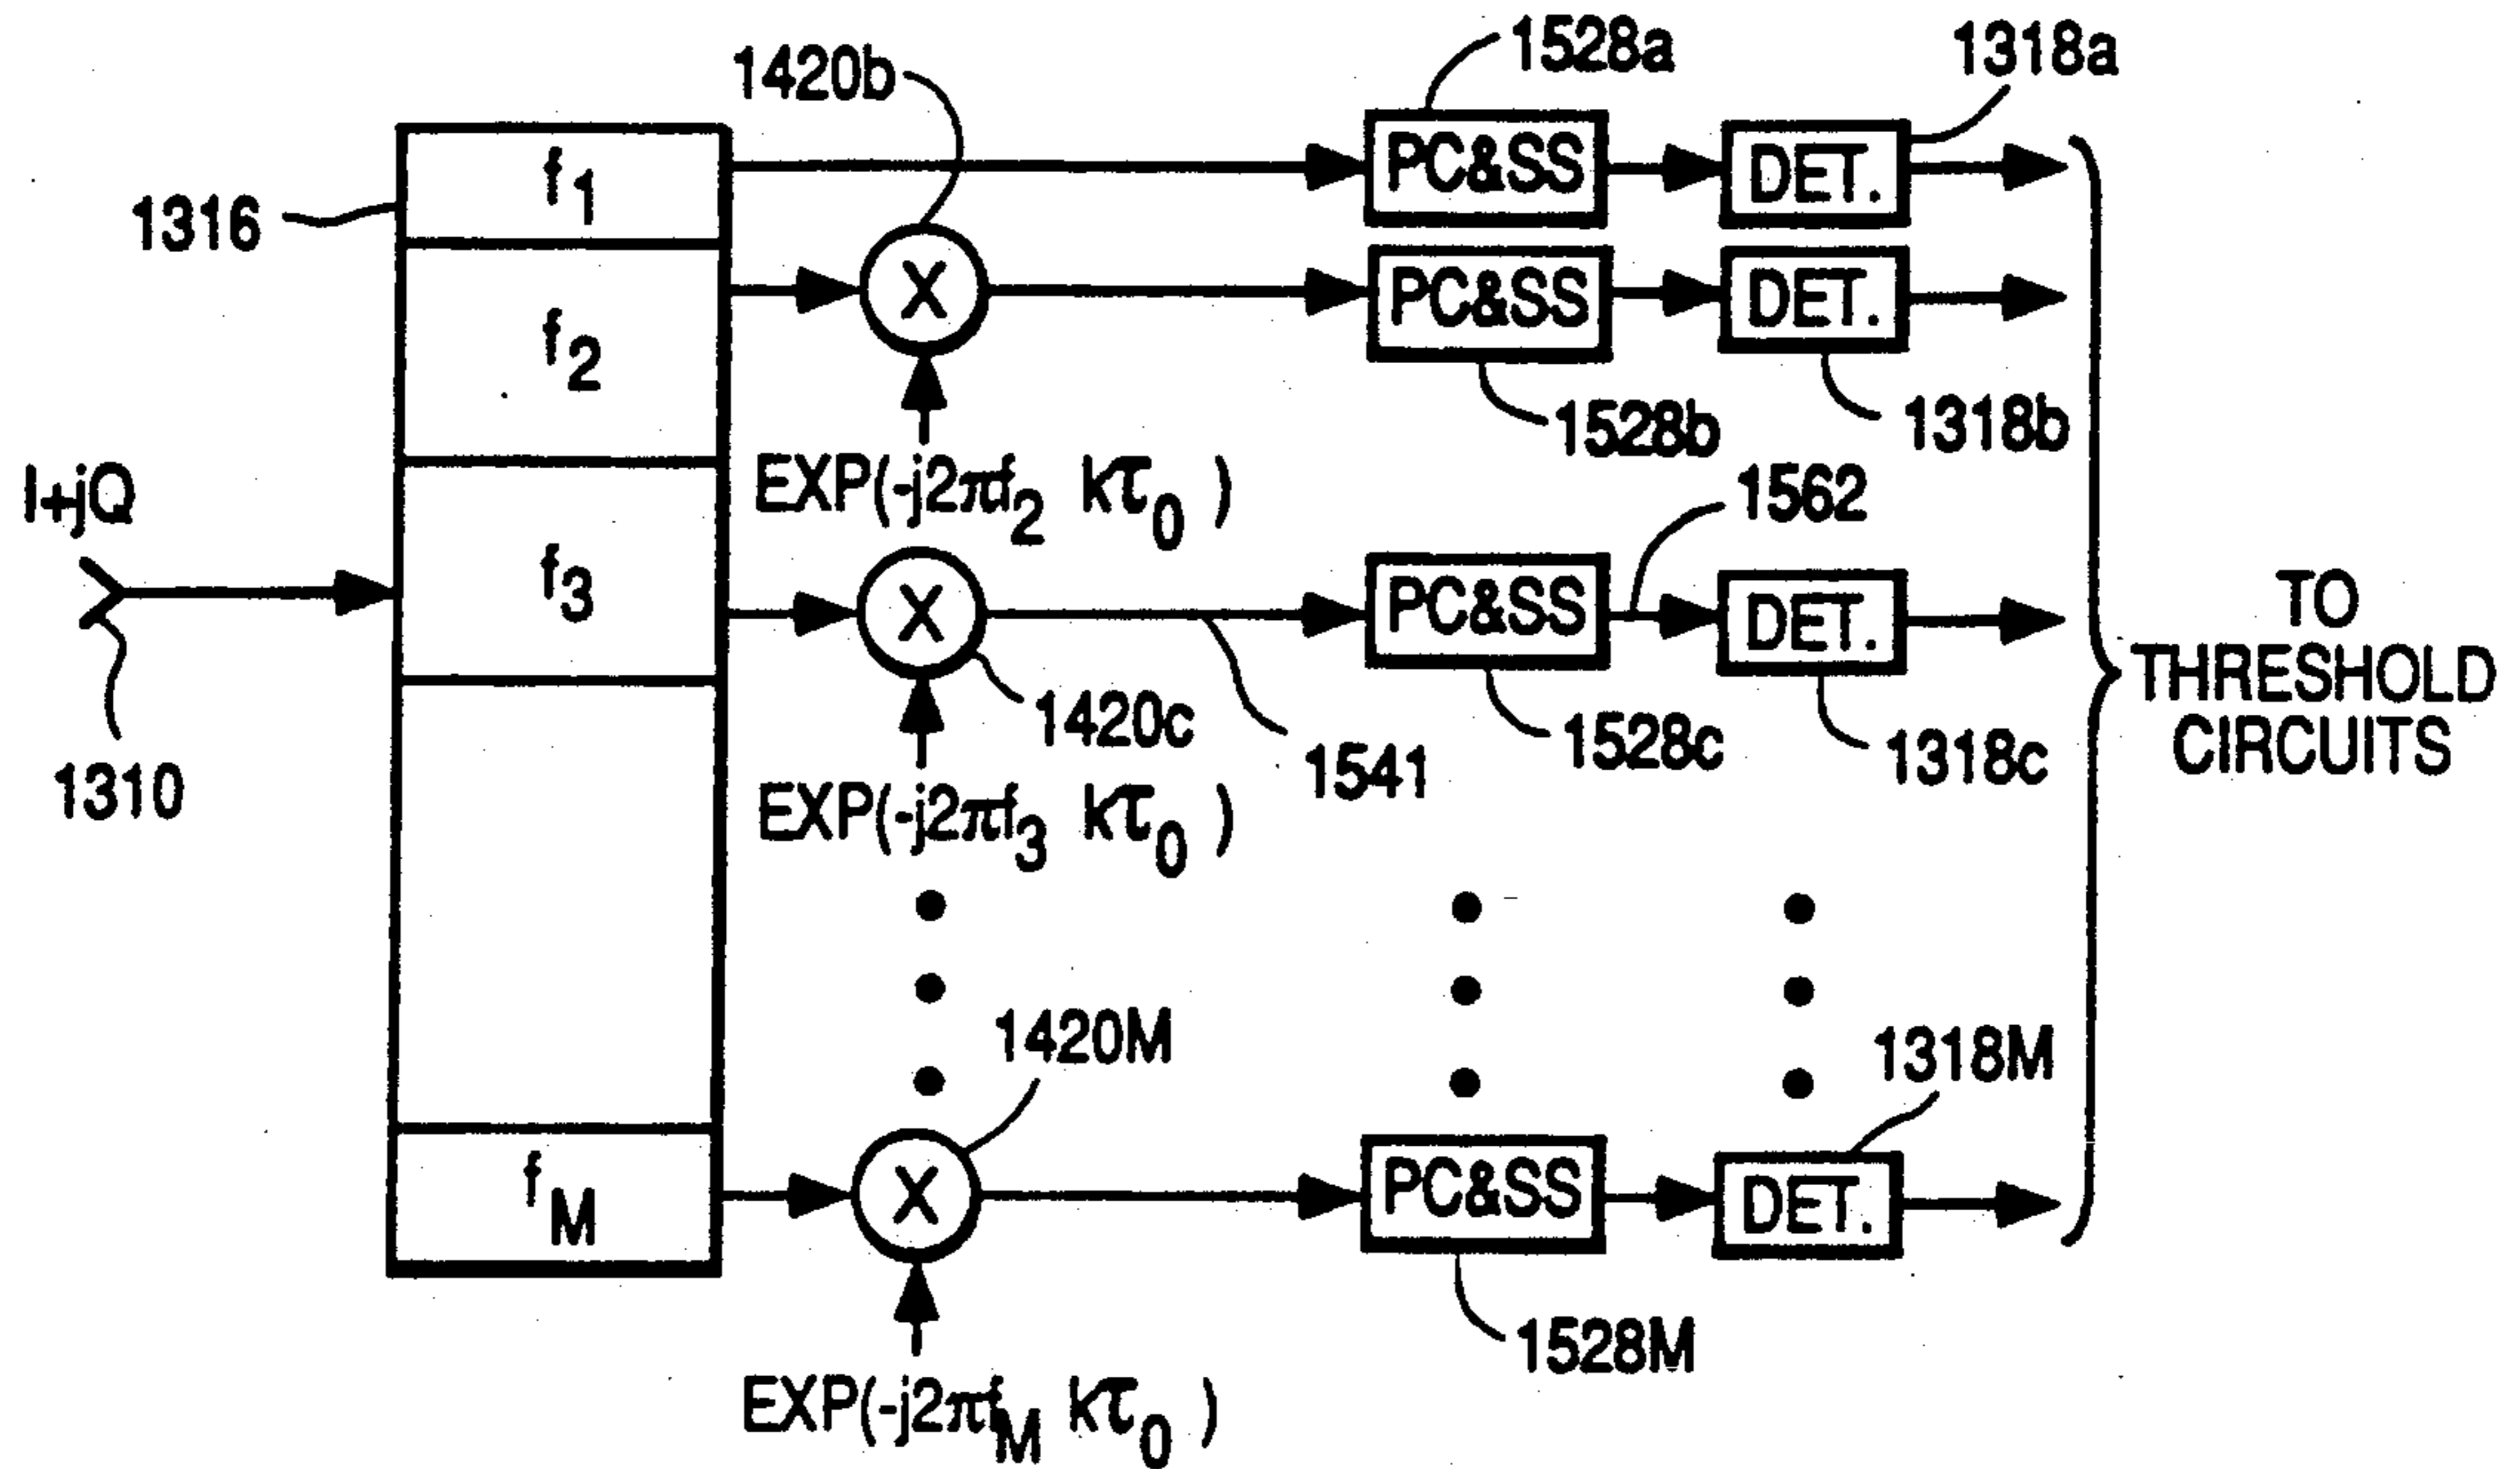 1528a
1318a
1420b
f1
PC&SS
DET.
1316
X
PC&SS
DET.
f2
1528b
1318b
EXP(-j2πf2 kτ0 )
1562
I+jQ
f3
X
PC&SS
DET.
TO
THRESHOLD
CIRCUITS
1420c
1541
1528c
1318c
1310
EXP(-j2πf3 kτ0 )
1420M
1318M
fM
X
PC&SS
DET.
1528M
EXP(-j2πfM kτ0 )